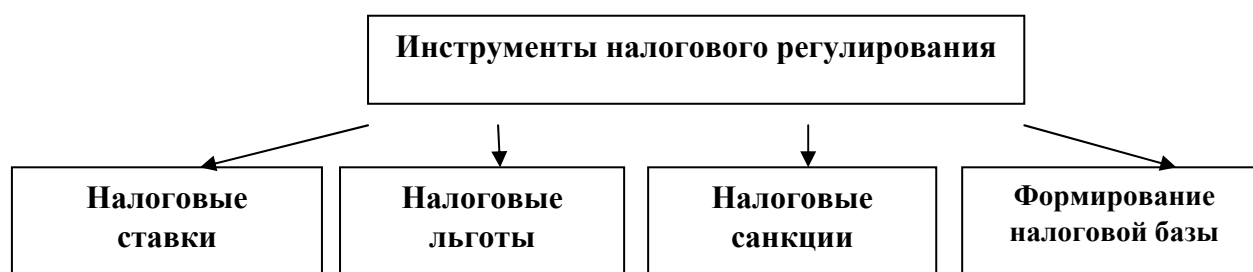 Инструменты налогового регулирования
Налоговые
ставки
Налоговые
льготы
Налоговые
санкции
Формирование
налоговой базы